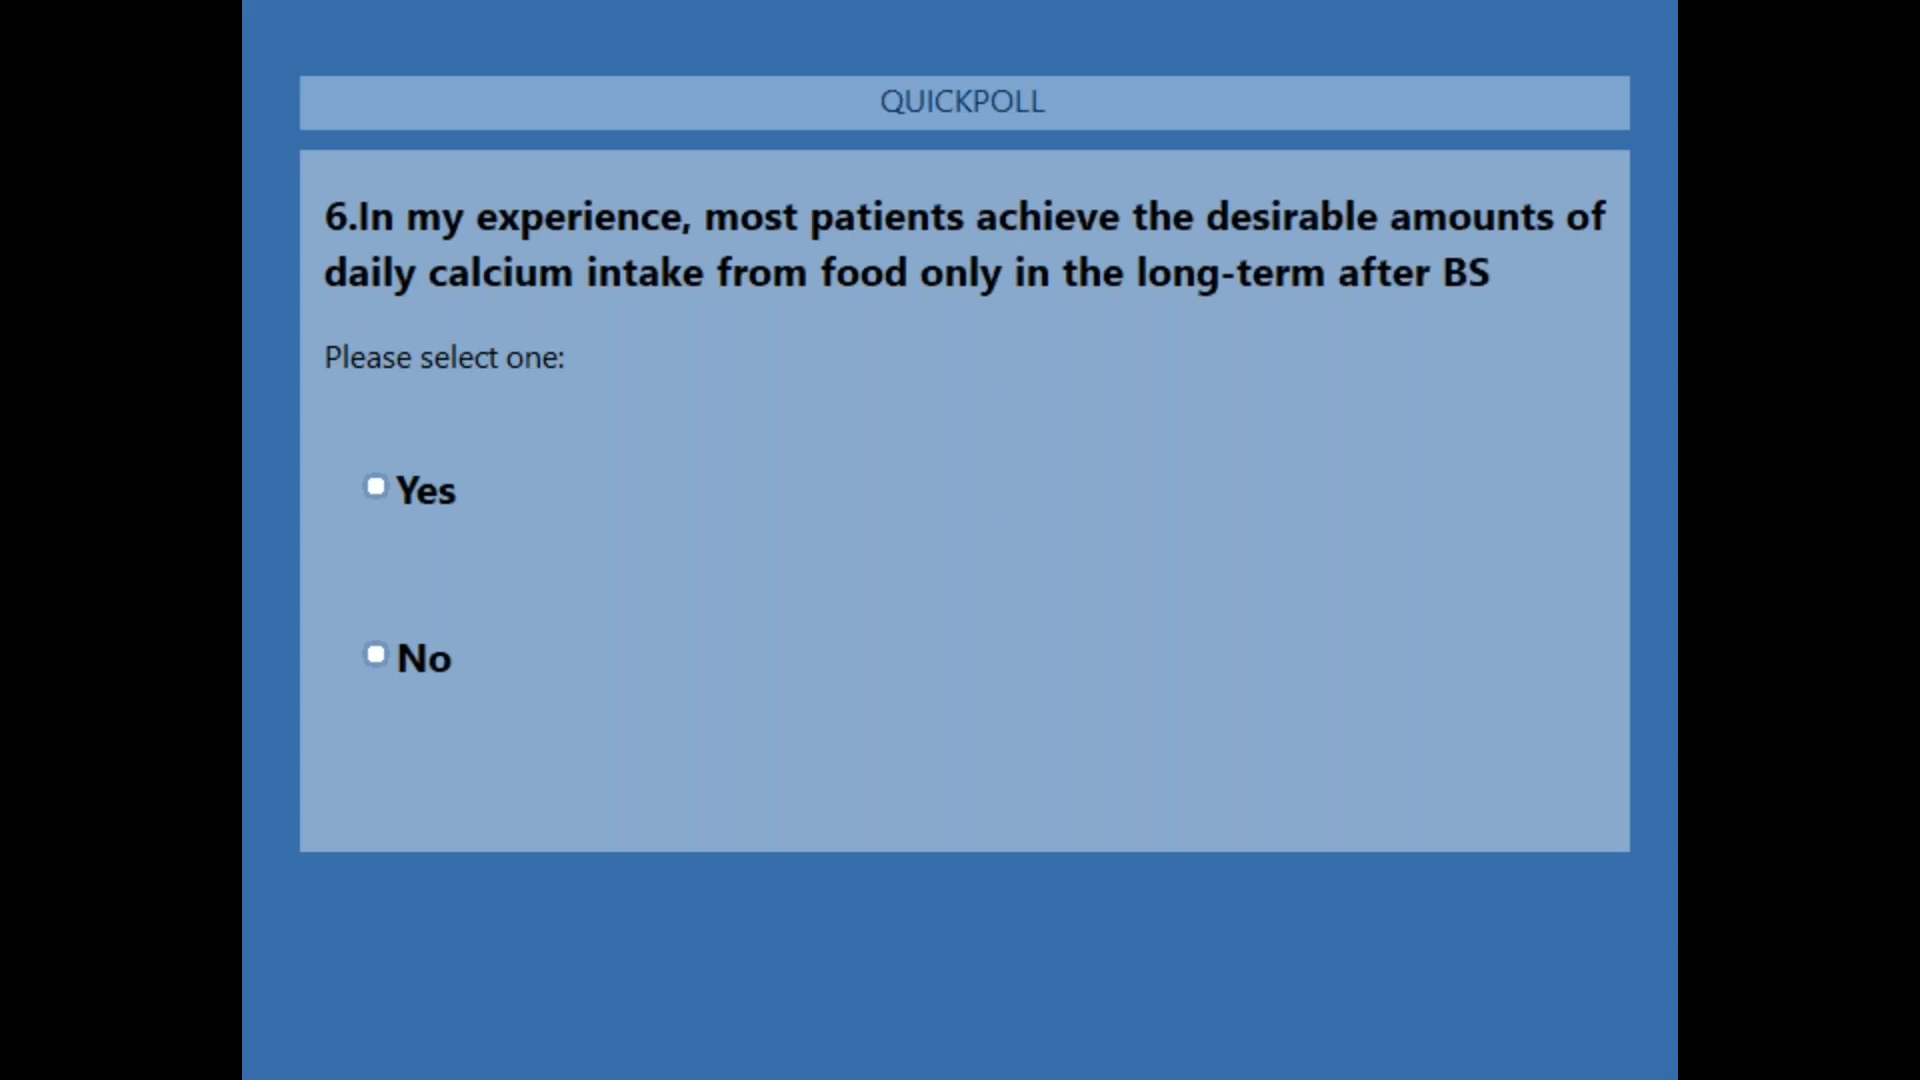 QUICKPOLL
6.In my experience, most patients achieve the desirable amounts of
daily calcium intake from food only in the long-term after BS
Please select one:
Yes
No